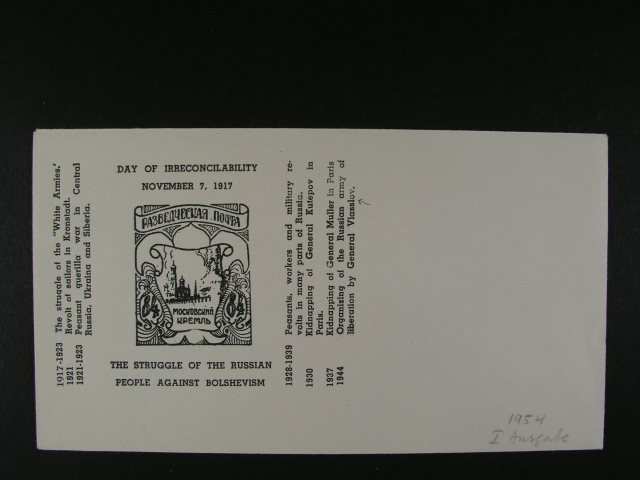 DAY OF IRRECONCILABILITY
NOVEMBER 7, 1917
РАЗВЕДЧЕСКАЯ ПОЧТА
64 64
МОСКОВСКИЙ
КРЕМЛЬ
THE STRUGGLE OF THE RUSSIAN
PEOPLE AGAINST BOLSHEVISM
1917-1923 The struggle of the "White Armies.'
1921 Revolt of sailors in Kronstadt.
1921-1923 Peasant guerilla war in Central
Russia, Ukraina and Siberia.
1928-1939 Peasants, workers and military re-
volts in many parts of Russia.
1930 Kidnapping of General Kutepov in
Paris.
1937 Kidnapping of General Muller in Paris
1944 Organizing of the Russian army of
liberation by General Vlassiov.
1954
I Ausgabe